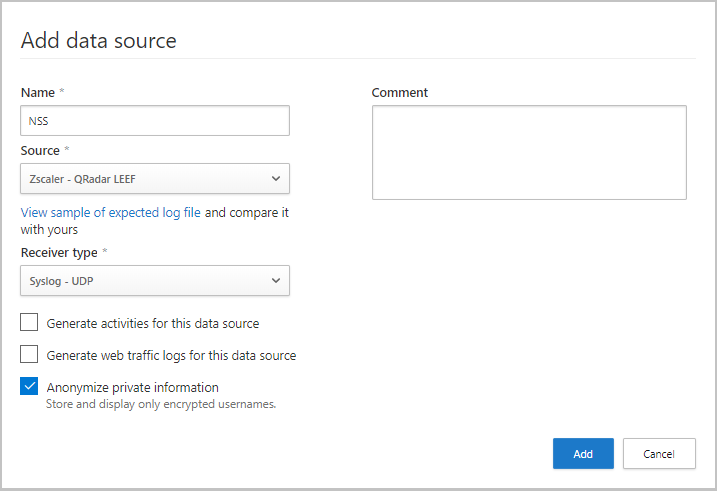 Add data source
Name *
NSS
Source *
Zscaler - QRadar LEEF
View sample of expected log file and compare it
with yours
Receiver type *
Syslog - UDP
Generate activities for this data source
Generate web traffic logs for this data source
Anonymize private information
Store and display only encrypted usernames.
Comment
Add
Cancel